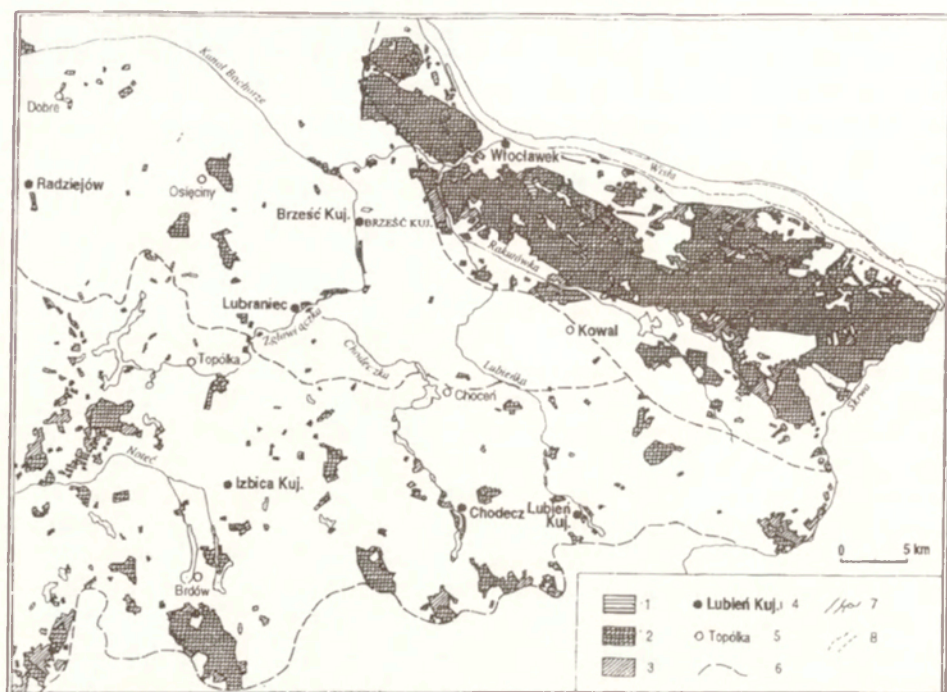 Kanał Bachorze
Dobre
Włocławek
Wisła
Radziejów
Osięciny
Brześć Kuj.
BRZEŚĆ KUJ.
Rakutówka
Lubraniec
Zgłowiączka
Kowal
Topólka
Chodeczka
Lubieńka
Choceń
Skrwa
Noteć
Izbica Kuj.
Chodecz
Lubień
Kuj.
Brdów
0 5 km
1 Lubień Kuj. 4 7
2 Topólka 5 8
3 6